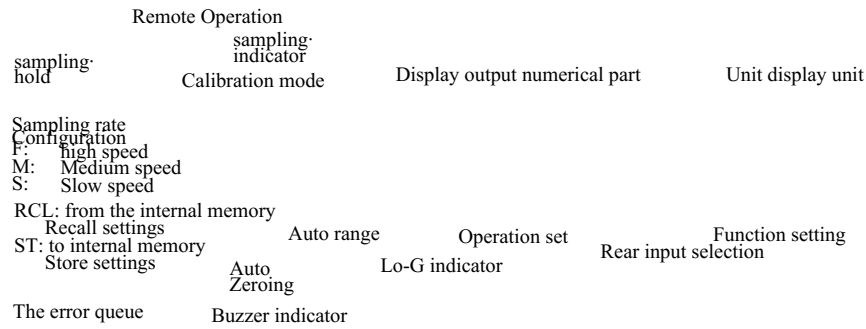 Remote Operation
sampling·
indicator
sampling·
hold
Calibration mode
Display output numerical part
Unit display unit
Sampling rate
Configuration
F: high speed
M: Medium speed
S: Slow speed
RCL: from the internal memory
Recall settings
ST: to internal memory
Store settings
Auto range
Operation set
Function setting
Rear input selection
Lo-G indicator
Auto
Zeroing
The error queue
Buzzer indicator